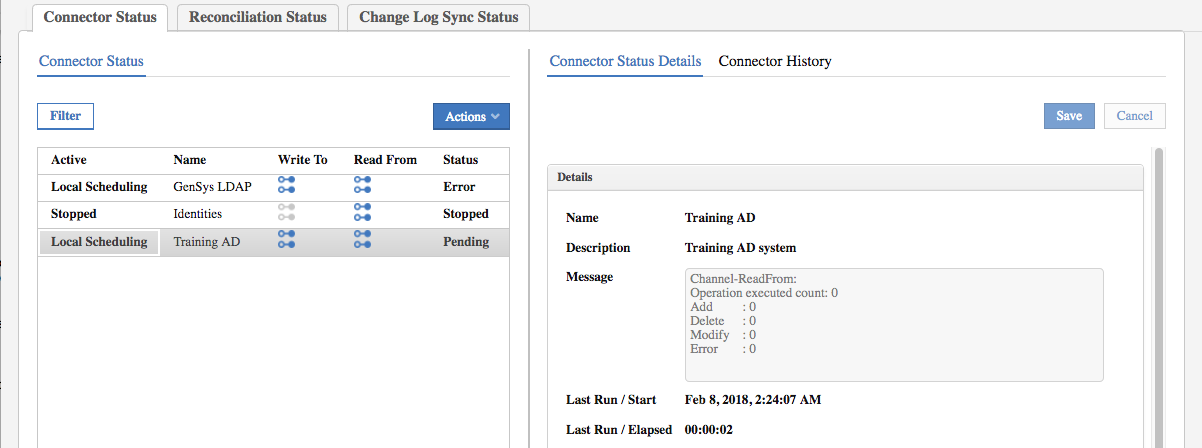 Connector Status
Reconciliation Status
Change Log Sync Status
Connector Status
Filter
Actions
Active Name Write To Read From Status
Local Scheduling GenSys LDAP Error
Stopped Identities Stopped
Local Scheduling Training AD Pending
Connector Status Details
Connector History
Save
Cancel
Details
Name Training AD
Description Training AD system
Message
Channel-ReadFrom:
Operation executed count: 0
Add : 0
Delete : 0
Modify : 0
Error : 0
Last Run / Start Feb 8, 2018, 2:24:07 AM
Last Run / Elapsed 00:00:02